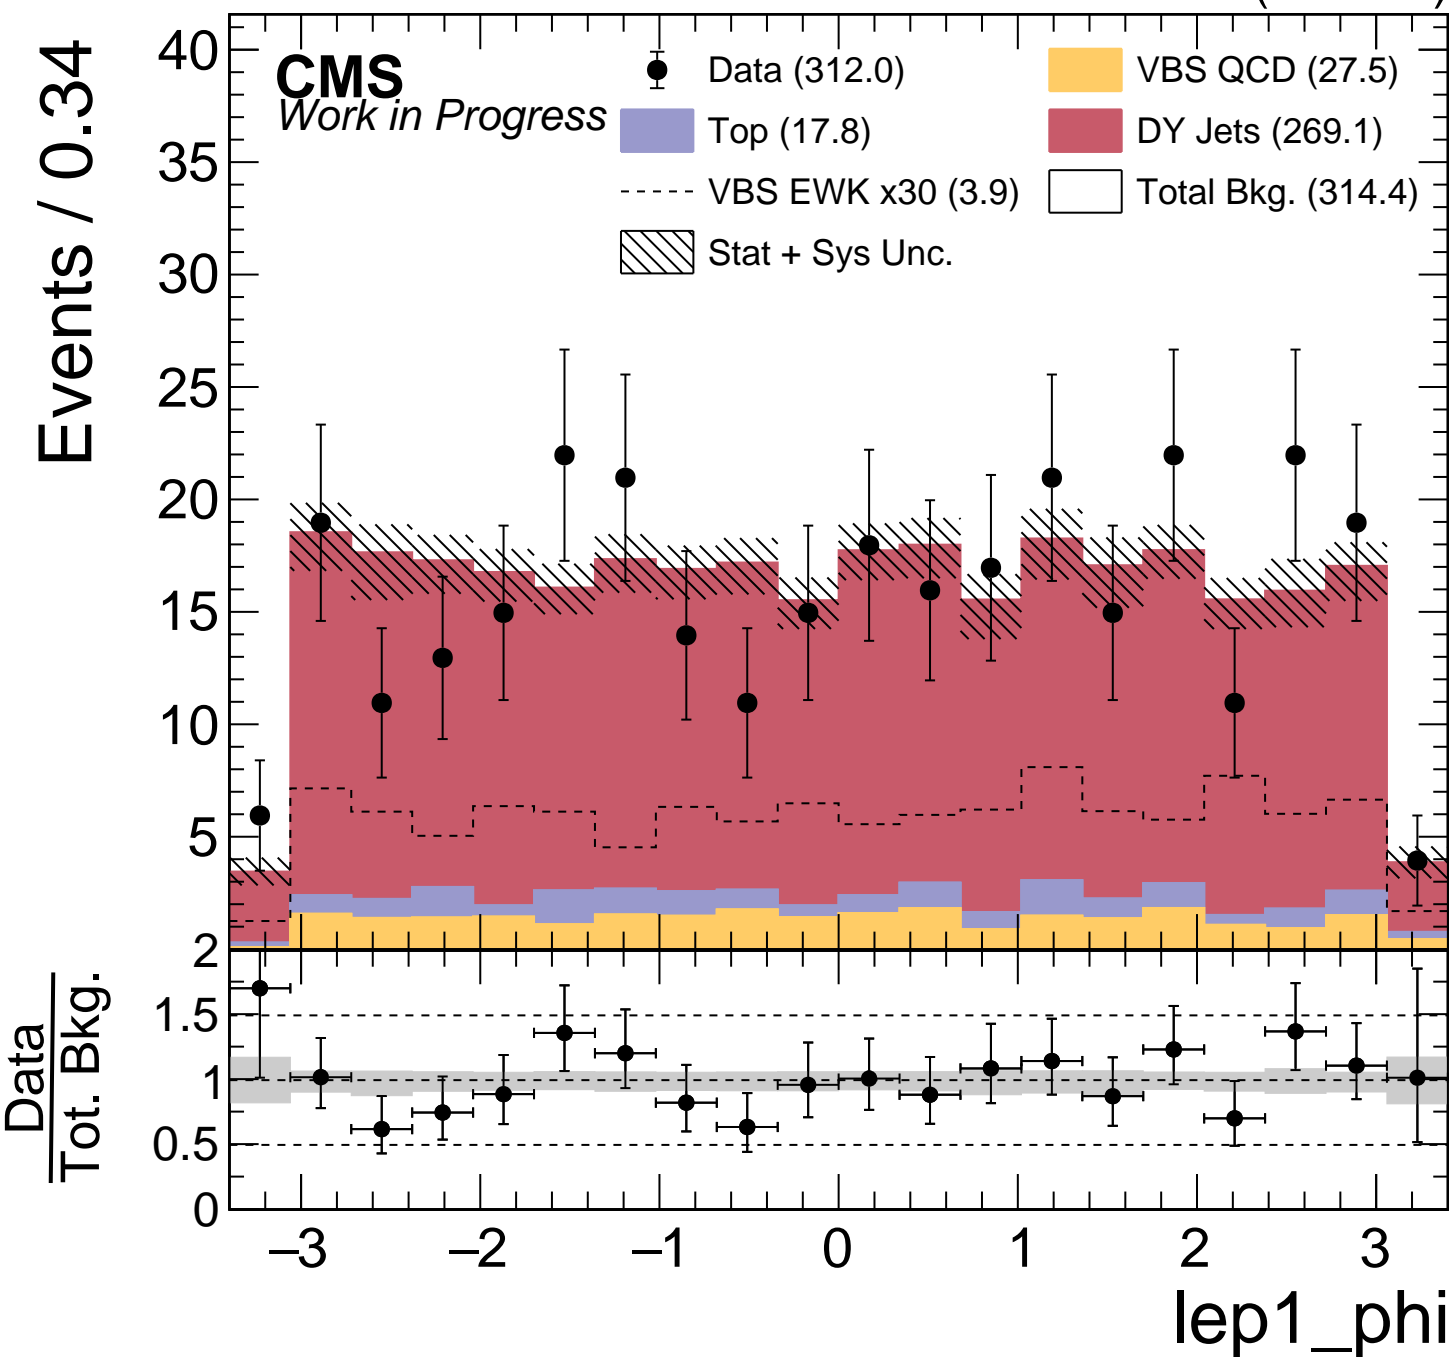 CMS
Work in Progress
Data (312.0)
VBS QCD (27.5)
Top (17.8)
DY Jets (269.1)
VBS EWK x30 (3.9)
Total Bkg. (314.4)
Stat + Sys Unc.
Events / 0.34
40
35
30
25
20
15
10
5
2
1.5
1
0.5
0
Data
Tot. Bkg.
–3 –2 –1 0 1 2 3
lep1_phi